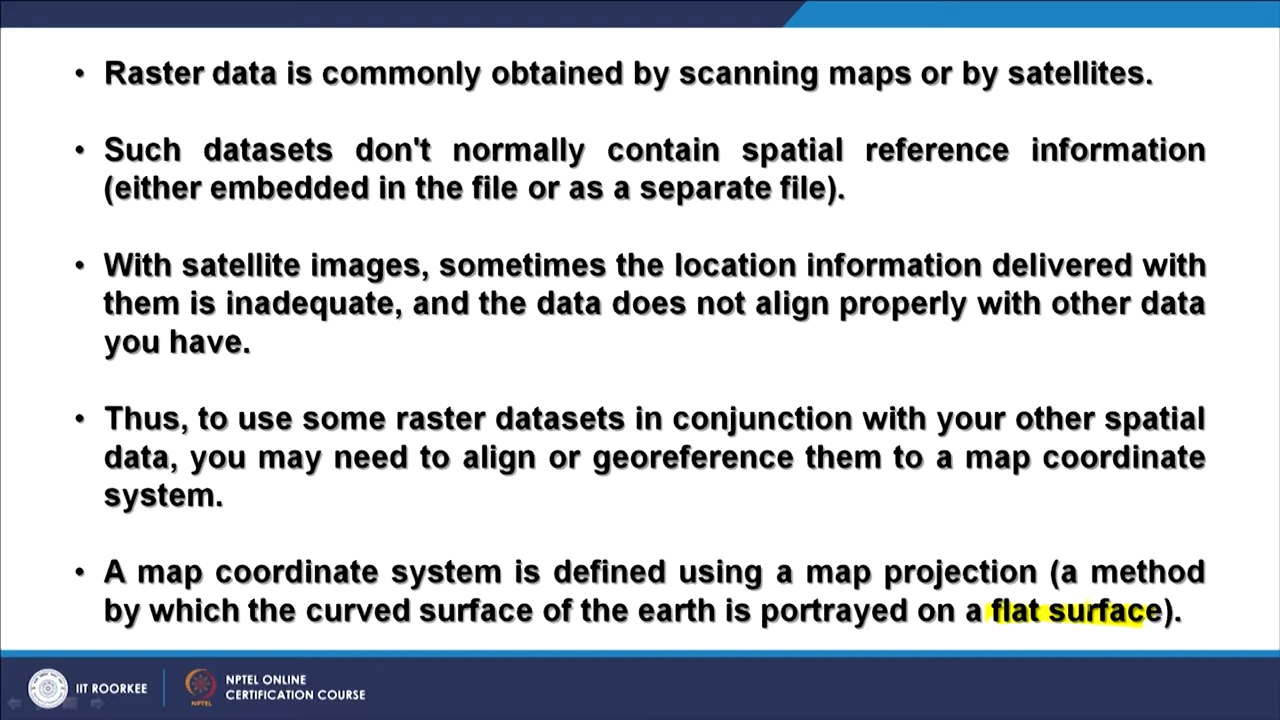 • Raster data is commonly obtained by scanning maps or by satellites.
• Such datasets don't normally contain spatial reference information
(either embedded in the file or as a separate file).
• With satellite images, sometimes the location information delivered with
them is inadequate, and the data does not align properly with other data
you have.
• Thus, to use some raster datasets in conjunction with your other spatial
data, you may need to align or georeference them to a map coordinate
system.
• A map coordinate system is defined using a map projection (a method
by which the curved surface of the earth is portrayed on a flat surface).
IIT ROORKEE
NPTEL
NPTEL ONLINE
CERTIFICATION COURSE